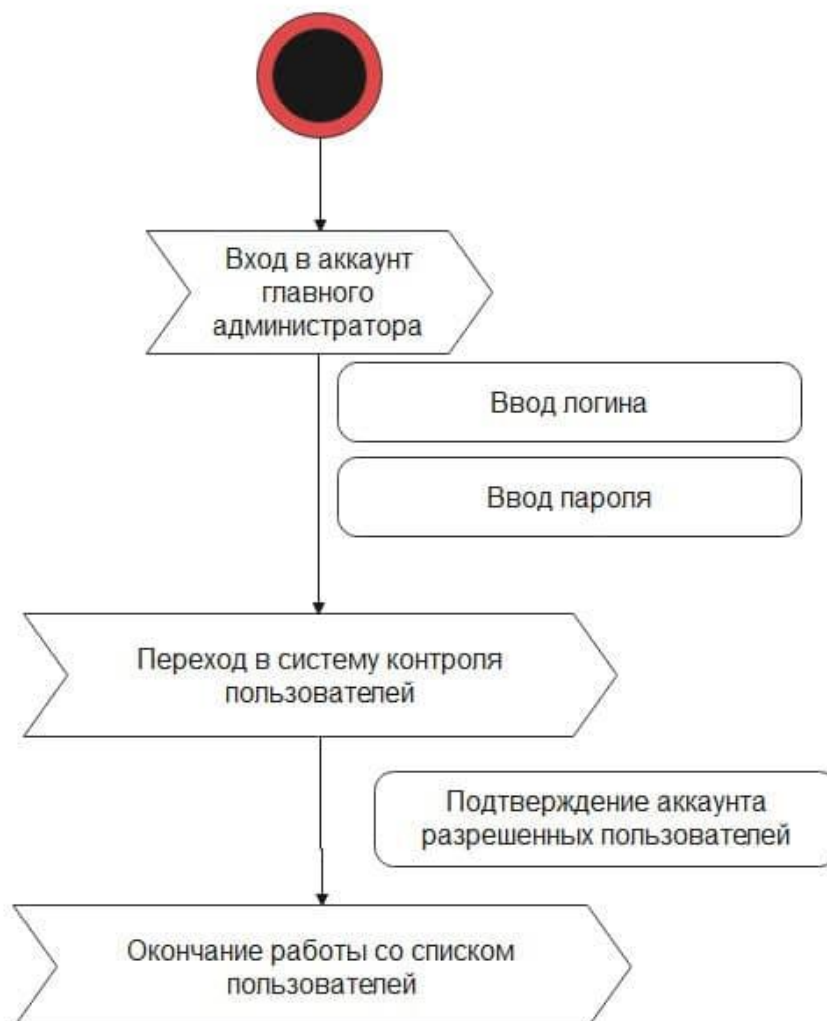 Вход в аккаунт
главного
администратора
Ввод логина
Ввод пароля
Переход в систему контроля
пользователей
Подтверждение аккаунта
разрешенных пользователей
Окончание работы со списком
пользователей